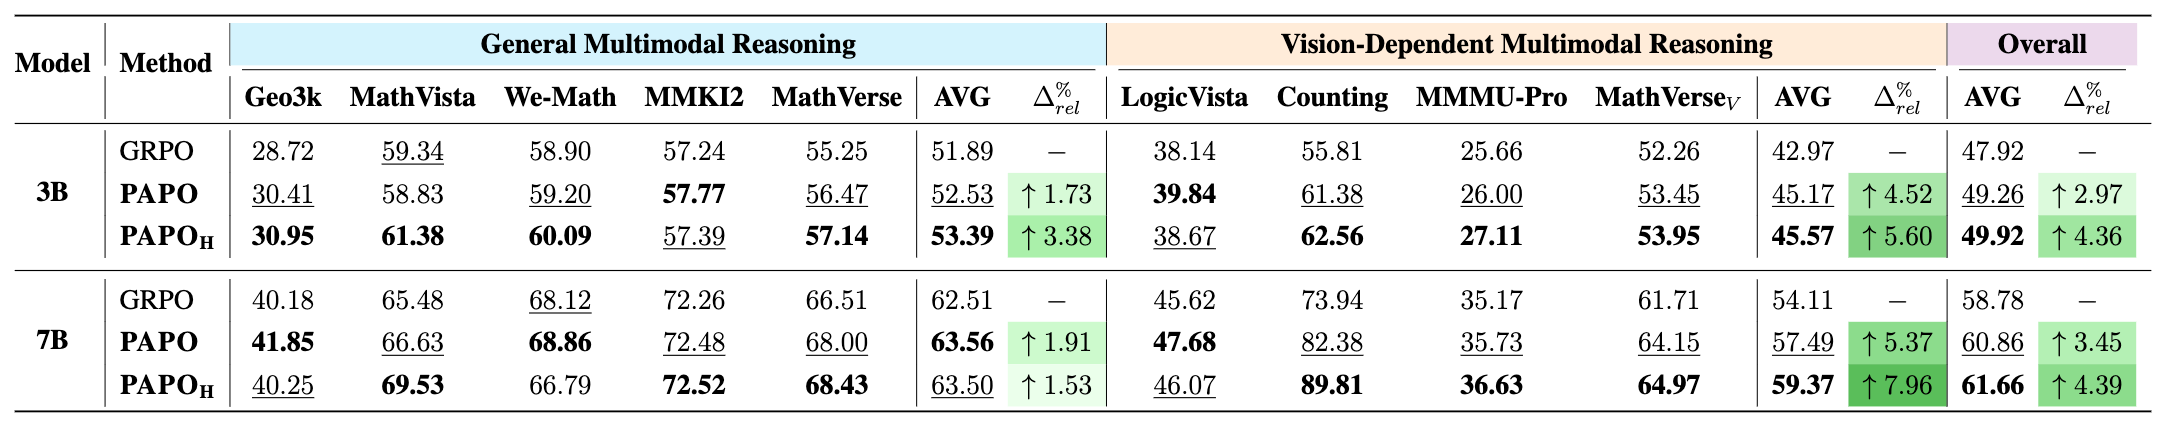 General Multimodal Reasoning Vision-Dependent Multimodal Reasoning Overall
Model Method
Geo3k MathVista We-Math MMKI2 MathVerse AVG Δ%rel LogicVista Counting MMMU-Pro MathVerseV AVG Δ%rel AVG Δ%rel
GRPO 28.72 59.34 58.90 57.24 55.25 51.89 – 38.14 55.81 25.66 52.26 42.97 – 47.92 –
3B PAPO 30.41 58.83 59.20 57.77 56.47 52.53 ↑ 1.73 39.84 61.38 26.00 53.45 45.17 ↑ 4.52 49.26 ↑ 2.97
PAPOH 30.95 61.38 60.09 57.39 57.14 53.39 ↑ 3.38 38.67 62.56 27.11 53.95 45.57 ↑ 5.60 49.92 ↑ 4.36
GRPO 40.18 65.48 68.12 72.26 66.51 62.51 – 45.62 73.94 35.17 61.71 54.11 – 58.78 –
7B PAPO 41.85 66.63 68.86 72.48 68.00 63.56 ↑ 1.91 47.68 82.38 35.73 64.15 57.49 ↑ 5.37 60.86 ↑ 3.45
PAPOH 40.25 69.53 66.79 72.52 68.43 63.50 ↑ 1.53 46.07 89.81 36.63 64.97 59.37 ↑ 7.96 61.66 ↑ 4.39